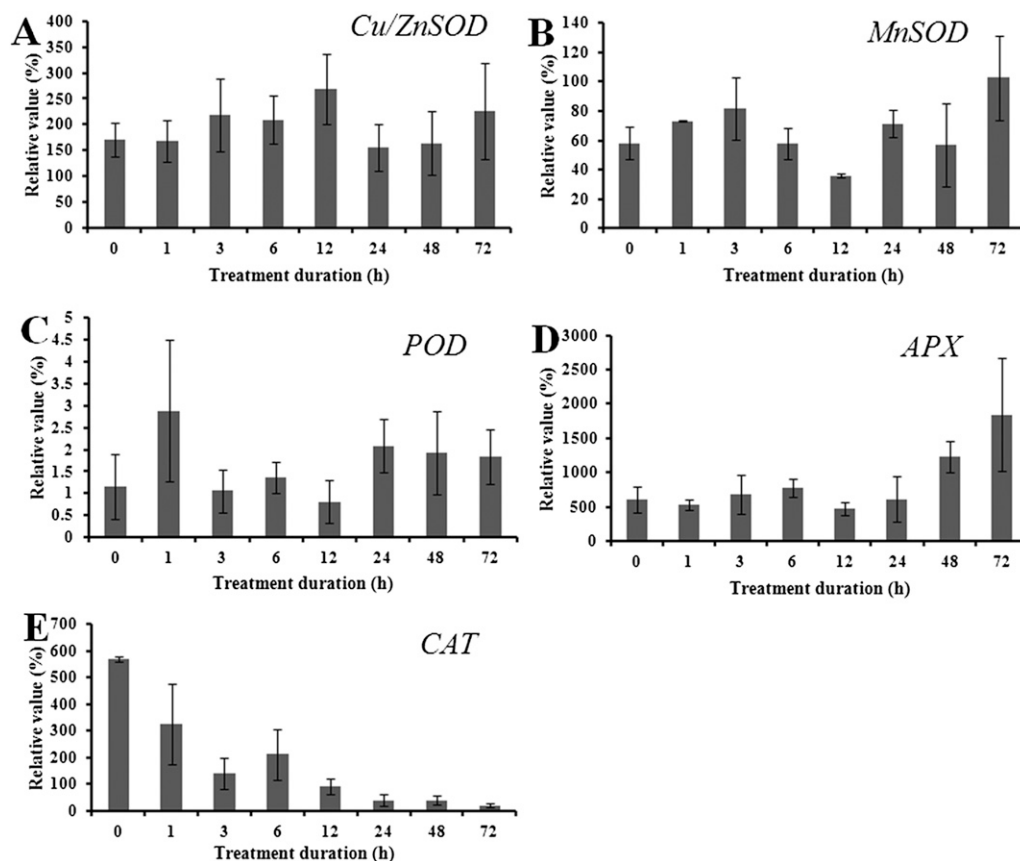 A
Cu/ZnSOD
Relative value (%)
400
350
300
250
200
150
100
50
0
0 1 3 6 12 24 48 72
Treatment duration (h)
B
MnSOD
Relative value (%)
140
120
100
80
60
40
20
0
0 1 3 6 12 24 48 72
Treatment duration (h)
C
POD
Relative value (%)
5
4.5
4
3.5
3
2.5
2
1.5
1
0.5
0
0 1 3 6 12 24 48 72
Treatment duration (h)
D
APX
Relative value (%)
3000
2500
2000
1500
1000
500
0
0 1 3 6 12 24 48 72
Treatment duration (h)
E
CAT
Relative value (%)
700
600
500
400
300
200
100
0
0 1 3 6 12 24 48 72
Treatment duration (h)